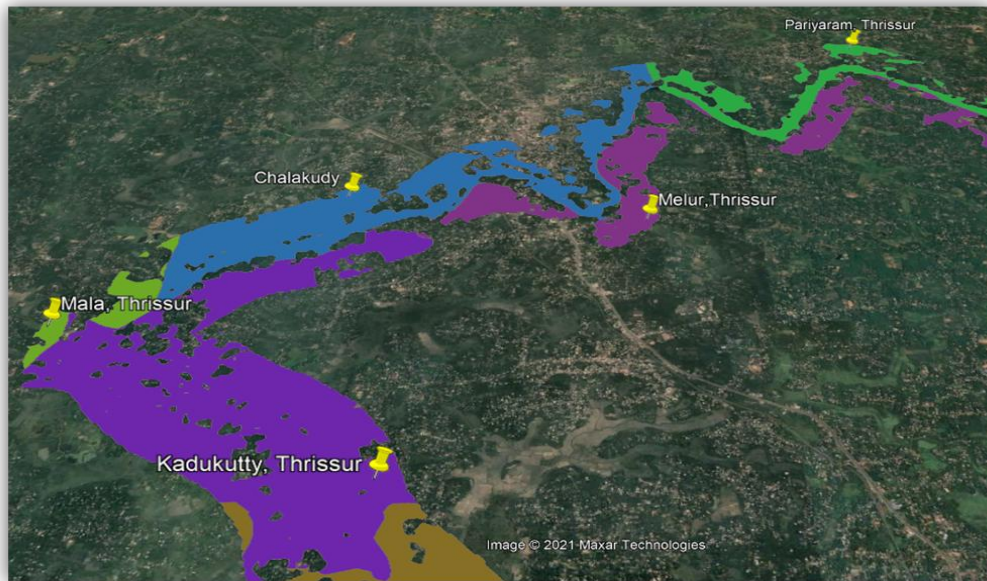 Pariyaram, Thrissur
Chalakudy
Melur,Thrissur
Mala, Thrissur
Kadukutty, Thrissur
Image © 2021 Maxar Technologies